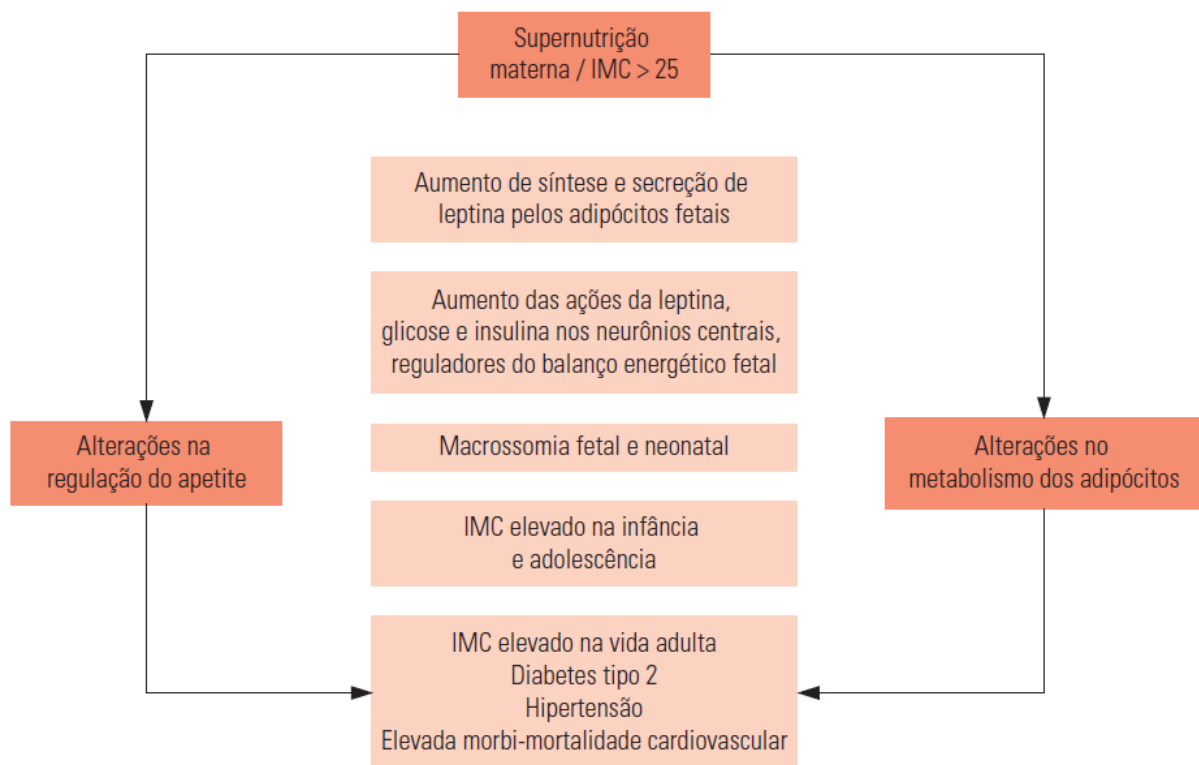 Supernutrição
materna / IMC > 25
Aumento de síntese e secreção de
leptina pelos adipócitos fetais
Aumento das ações da leptina,
glicose e insulina nos neurônios centrais,
reguladores do balanço energético fetal
Alterações na
regulação do apetite
Macrossomia fetal e neonatal
Alterações no
metabolismo dos adipócitos
IMC elevado na infância
e adolescência
IMC elevado na vida adulta
Diabetes tipo 2
Hipertensão
Elevada morbi-mortalidade cardiovascular